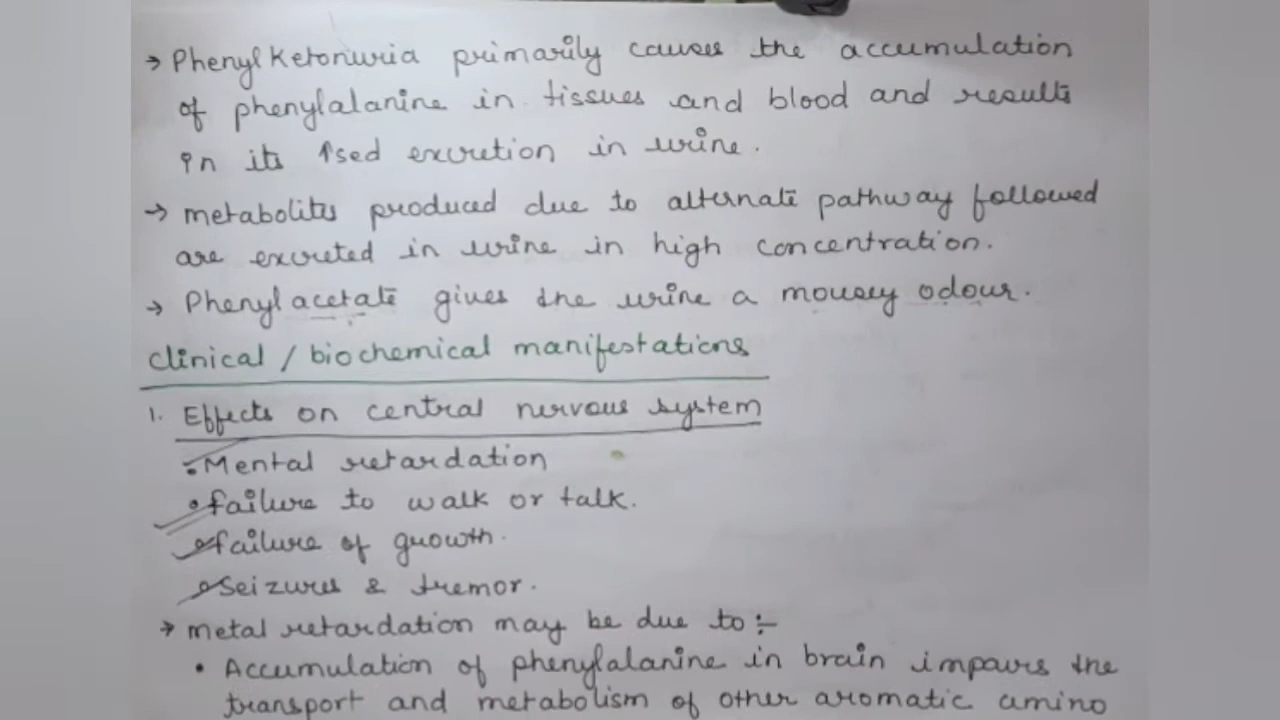 → Phenylketonuria primarily causes the accumulation
of phenylalanine in tissues and blood and results
in its ↑sed excretion in urine.
→ metabolites produced due to alternate pathway followed
are excreted in urine in high concentration.
→ Phenylacetate gives the urine a mousey odour.
clinical / biochemical manifestations
1. Effects on central nervous system
• Mental retardation
• failure to walk or talk.
• failure of growth.
• Seizures & tremor.
→ metal retardation may be due to :-
• Accumulation of phenylalanine in brain impairs the
transport and metabolism of other aromatic amino